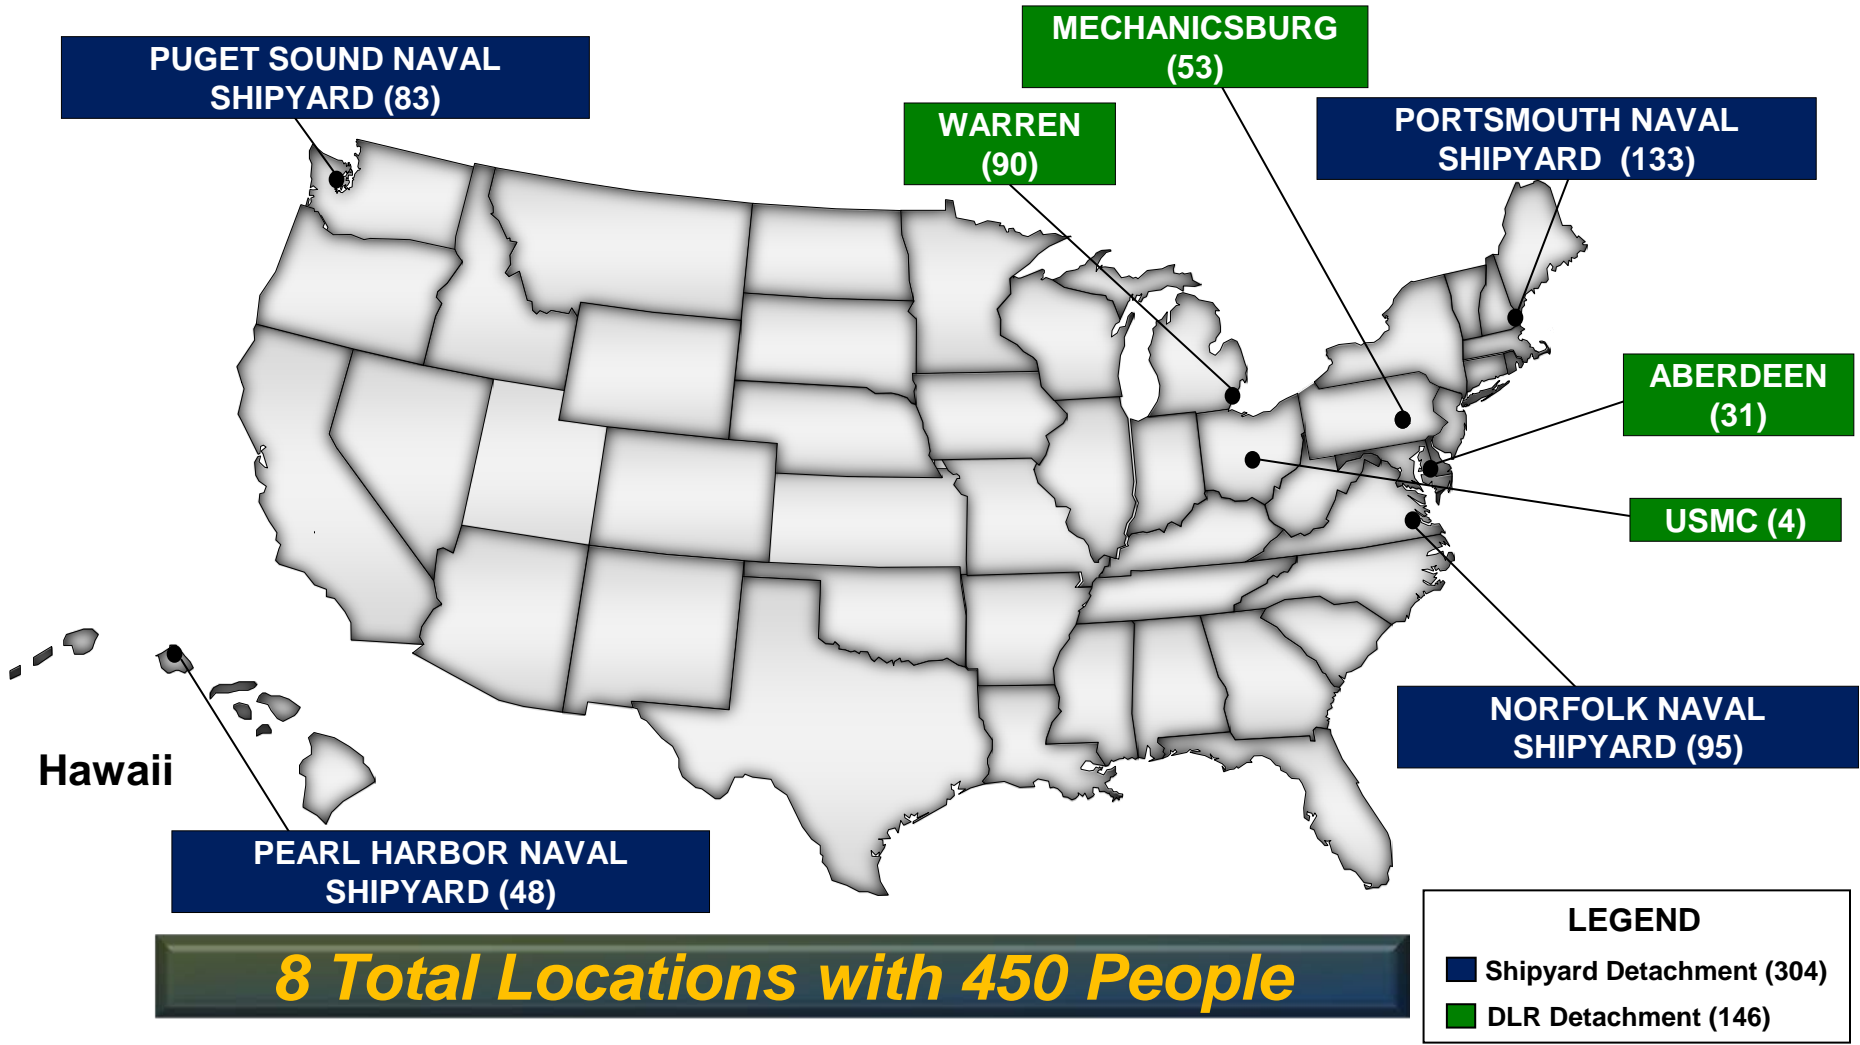 MECHANICSBURG
(53)
PUGET SOUND NAVAL
SHIPYARD (83)
WARREN
(90)
PORTSMOUTH NAVAL
SHIPYARD (133)
ABERDEEN
(31)
USMC (4)
NORFOLK NAVAL
SHIPYARD (95)
Hawaii
PEARL HARBOR NAVAL
SHIPYARD (48)
8 Total Locations with 450 People
LEGEND
Shipyard Detachment (304)
DLR Detachment (146)